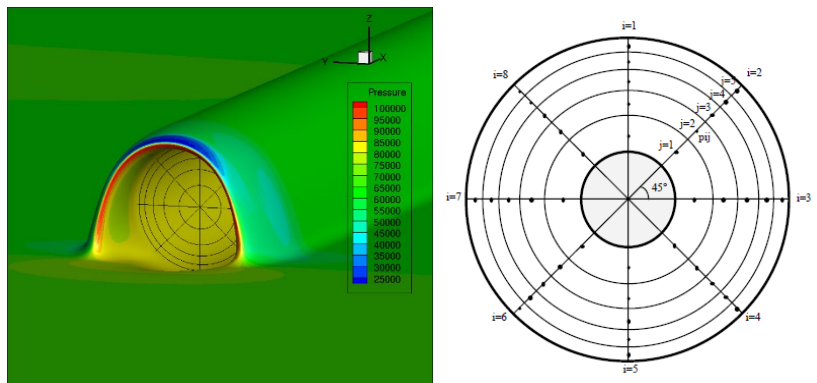 Z
Y
X
Pressure
100000
95000
90000
85000
80000
75000
70000
65000
60000
55000
50000
45000
40000
35000
30000
25000
i=1
i=2
i=8
j=5
j=4
j=3
j=2
pij
j=1
45°
i=7
i=3
i=6
i=4
i=5